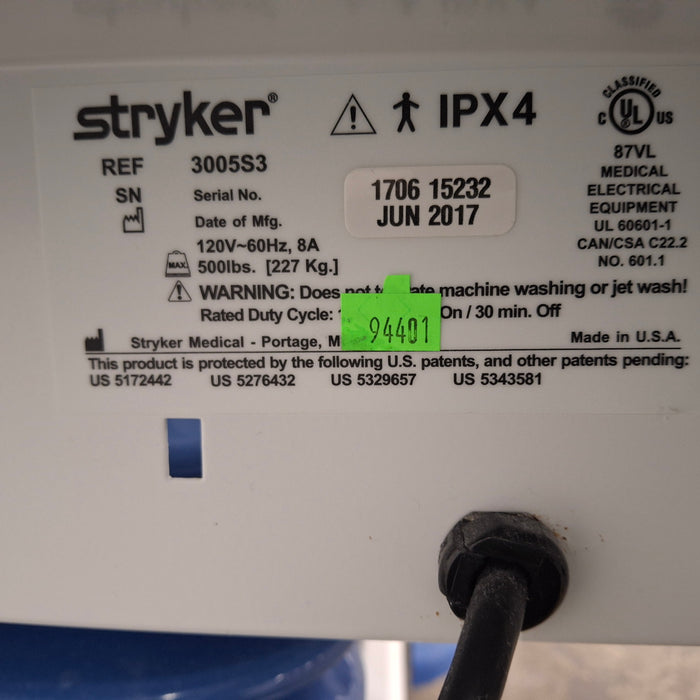 stryker®
IPX4
CLASSIFIED
C UL US
REF 3005S3
87VL
MEDICAL
ELECTRICAL
EQUIPMENT
UL 60601-1
CAN/CSA C22.2
NO. 601.1
SN Serial No. 1706 15232
Date of Mfg. JUN 2017
120V~60Hz, 8A
MAX. 500lbs. [227 Kg.]
WARNING: Does not machine washing or jet wash!
Rated Duty Cycle: On / 30 min. Off
94401
Stryker Medical - Portage, M Made in U.S.A.
This product is protected by the following U.S. patents, and other patents pending:
US 5172442 US 5276432 US 5329657 US 5343581